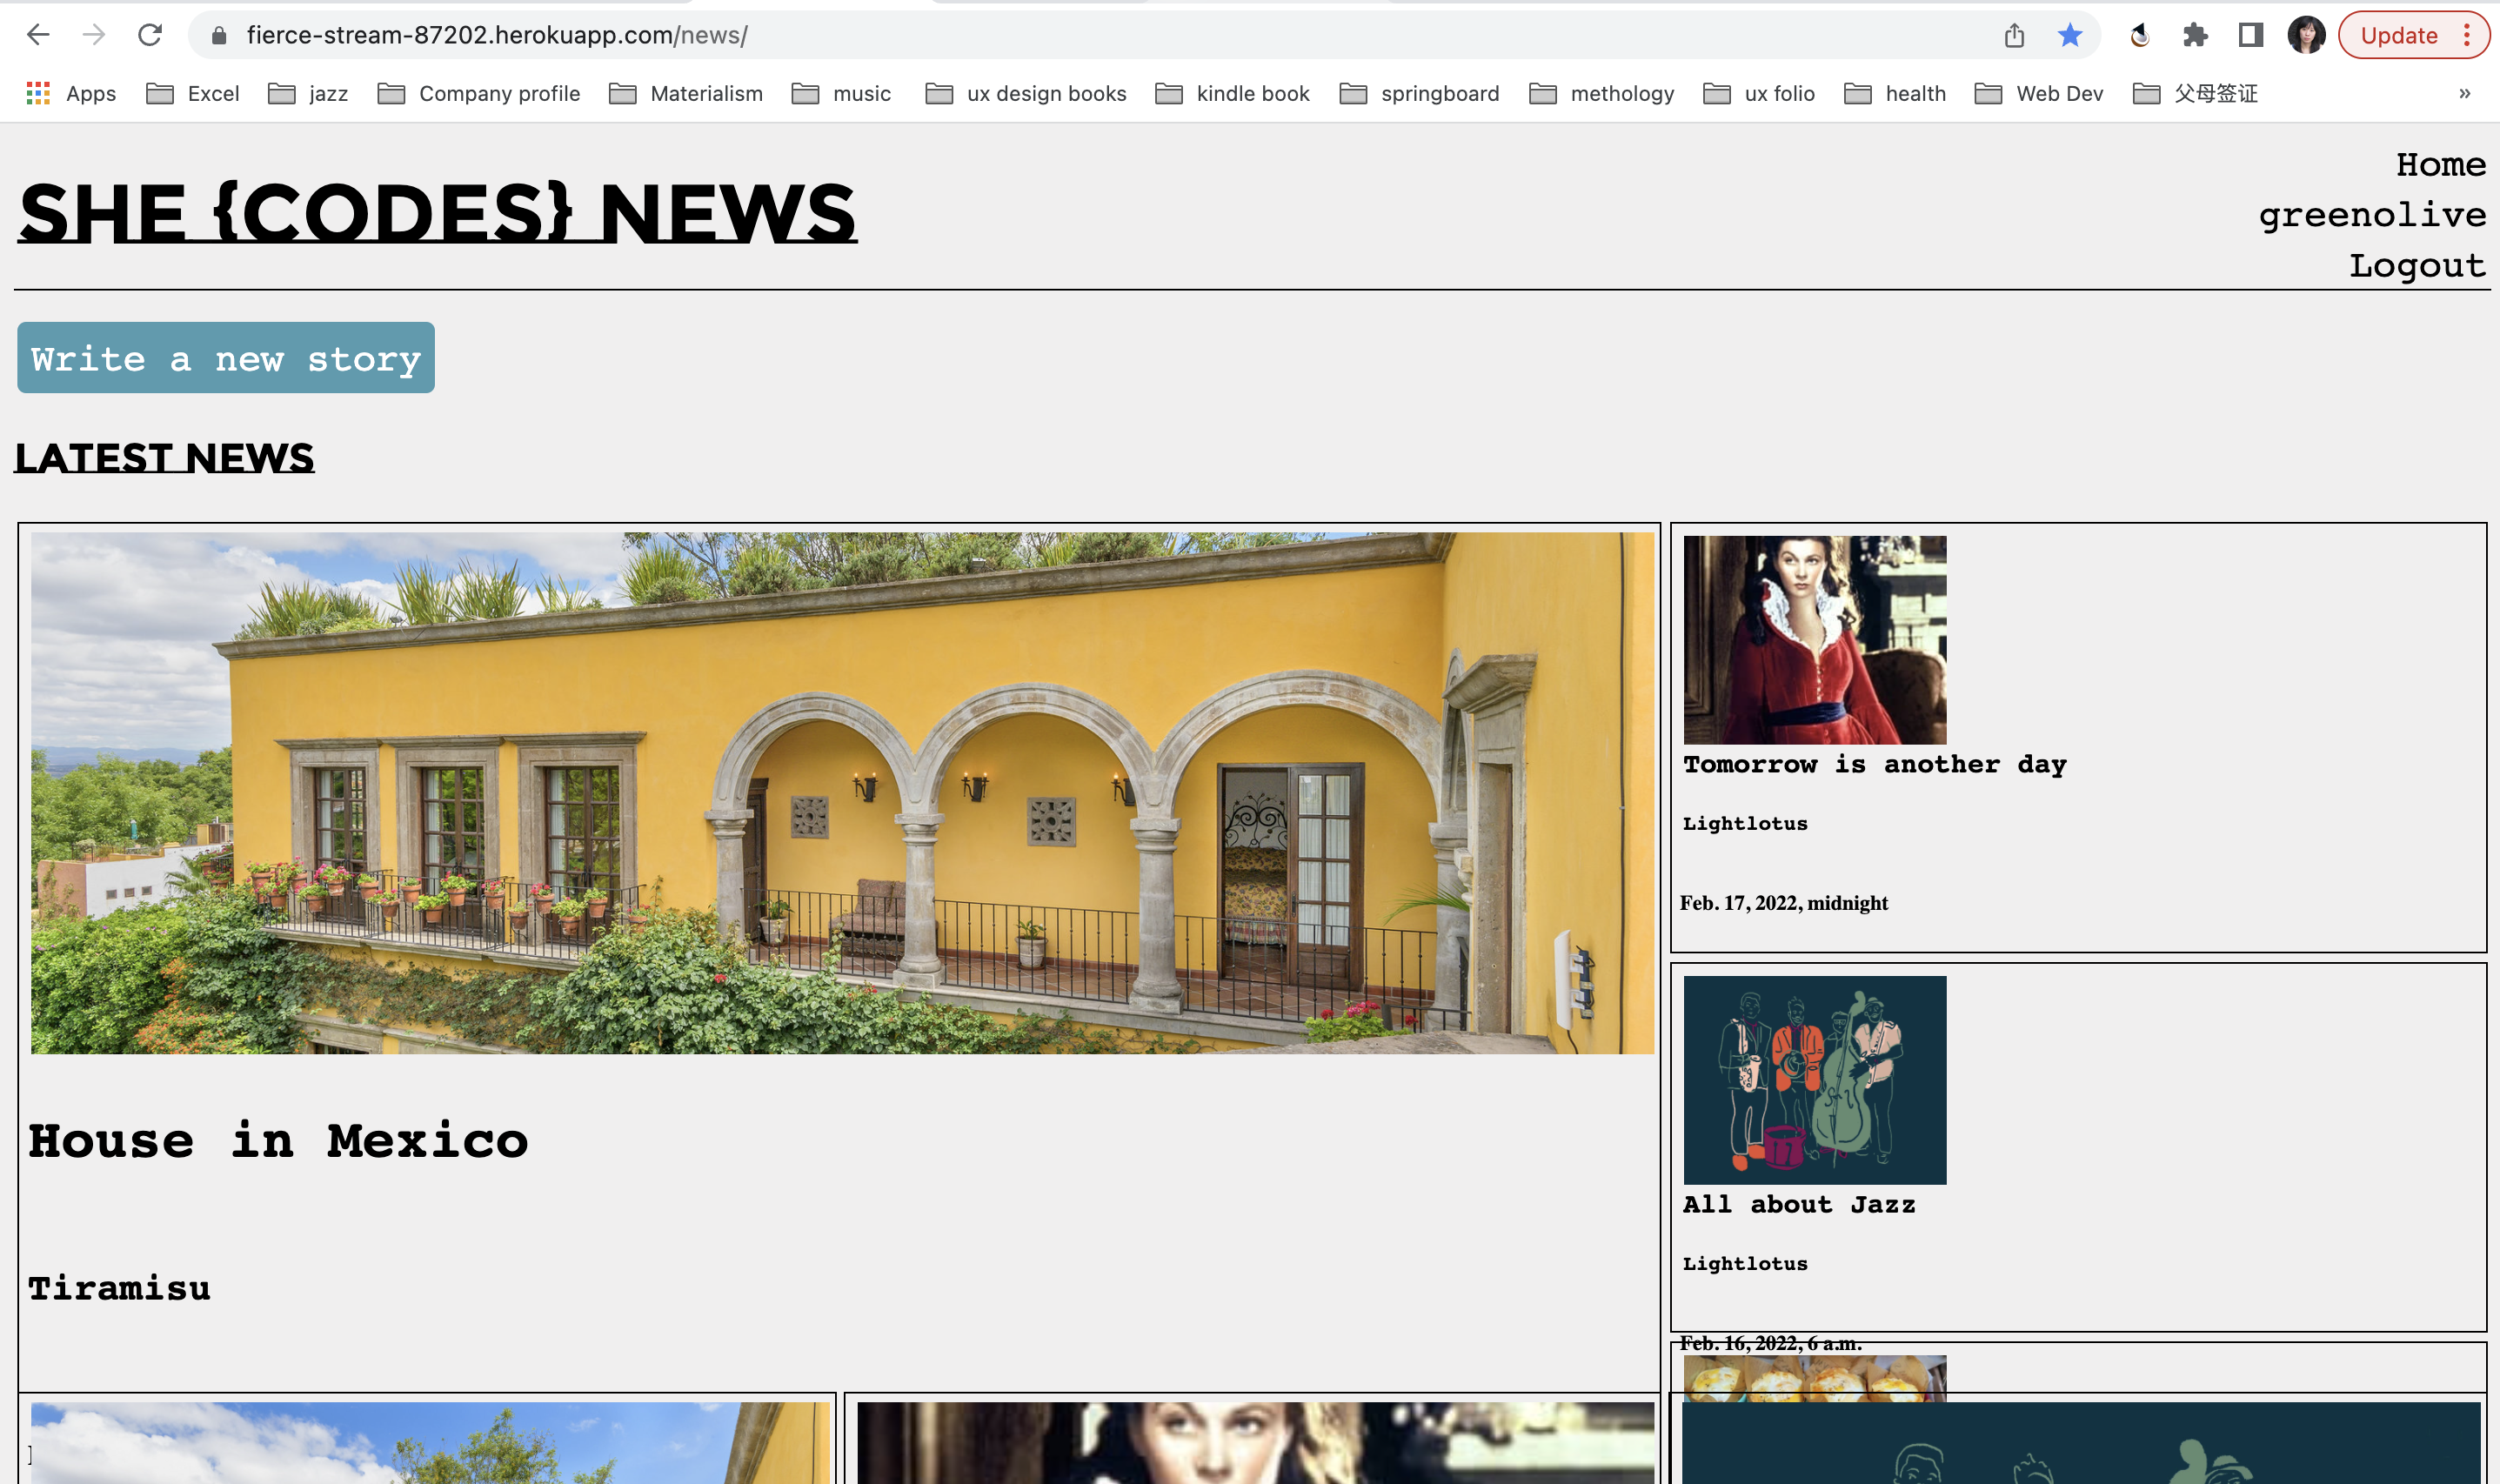 fierce-stream-87202.herokuapp.com/news/
Update
Apps Excel jazz Company profile Materialism music ux design books kindle book springboard methology ux folio health Web Dev 父母签证 »
SHE {CODES} NEWS
Home
greenolive
Logout
Write a new story
LATEST NEWS
House in Mexico
Tiramisu
Tomorrow is another day
Lightlotus
Feb. 17, 2022, midnight
All about Jazz
Lightlotus
Feb. 16, 2022, 6 a.m.